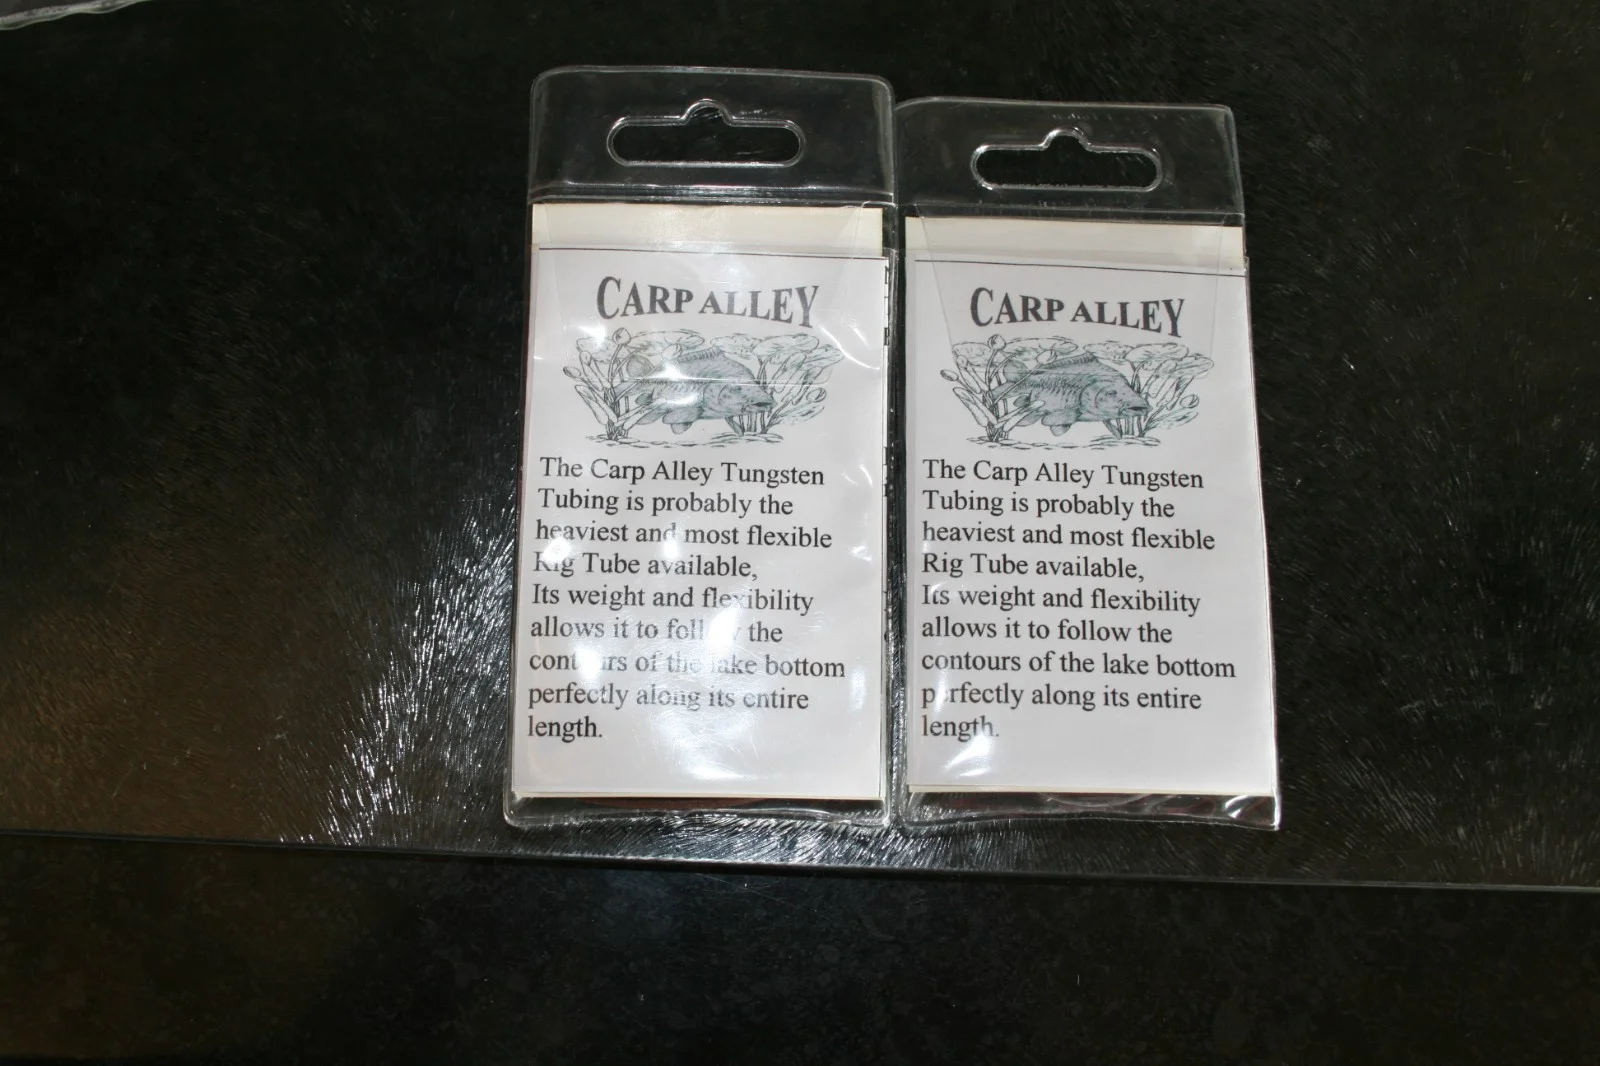 CARP ALLEY
The Carp Alley Tungsten
Tubing is probably the
heaviest and most flexible
Rig Tube available,
Its weight and flexibility
allows it to follow the
contours of the lake bottom
perfectly along its entire
length.
CARP ALLEY
The Carp Alley Tungsten
Tubing is probably the
heaviest and most flexible
Rig Tube available,
Its weight and flexibility
allows it to follow the
contours of the lake bottom
perfectly along its entire
length.